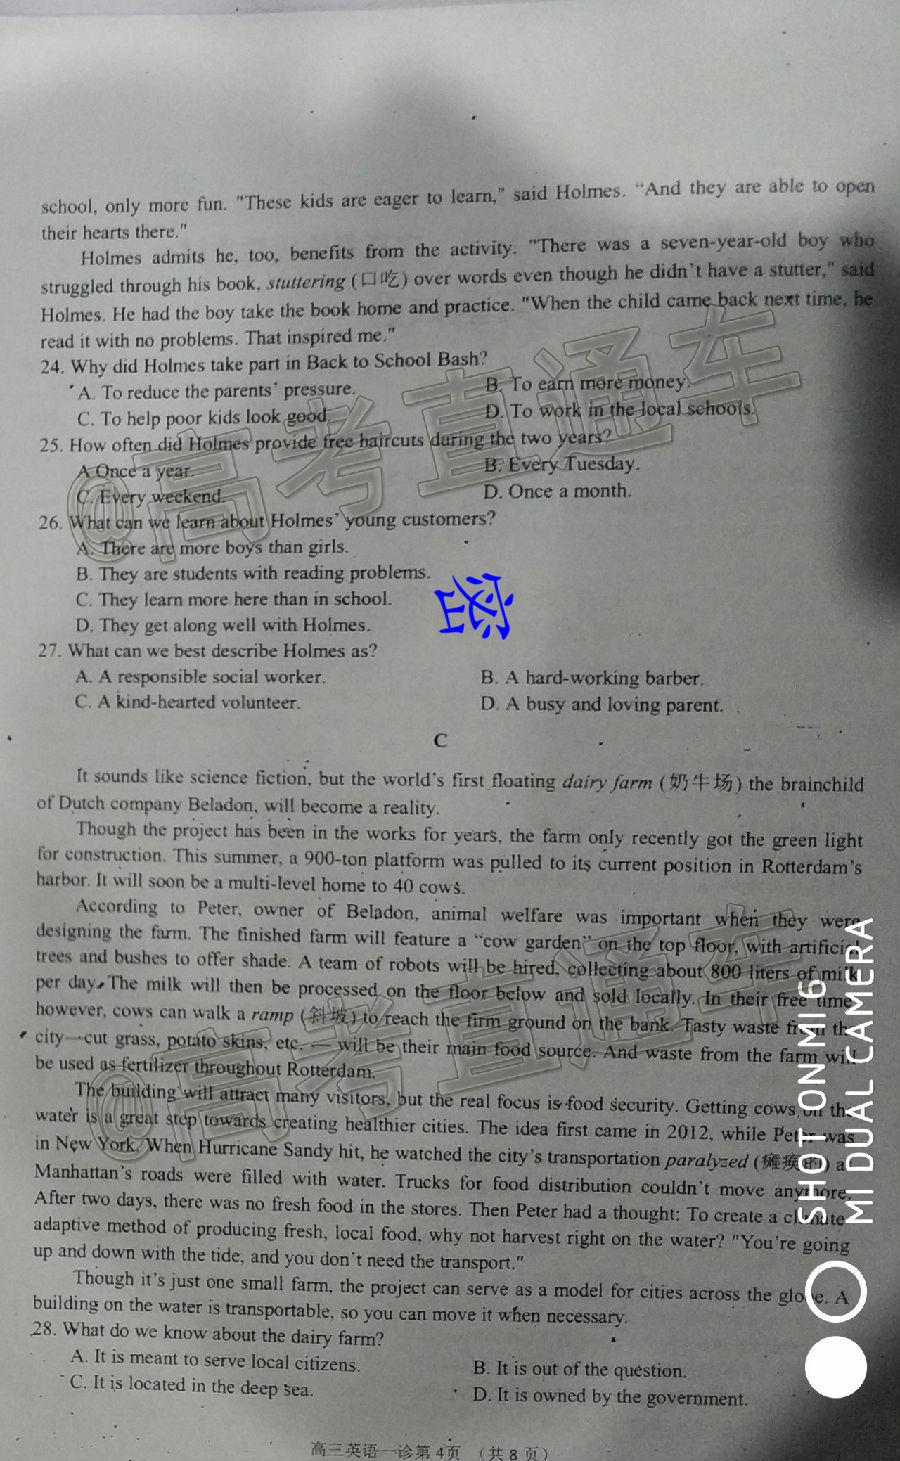 school, only more fun. "These kids are eager to learn," said Holmes. "And they are able to open
their hearts there."
Holmes admits he, too, benefits from the activity. "There was a seven-year-old boy who
struggled through his book, stuttering (口吃) over words even though he didn't have a stutter," said
Holmes. He had the boy take the book home and practice. "When the child came back next time, he
read it with no problems. That inspired me."
24. Why did Holmes take part in Back to School Bash?
A. To reduce the parents' pressure. B. To earn more money.
C. To help poor kids look good. D. To work in the local schools.
25. How often did Holmes provide free haircuts during the two years?
A Once a year. B. Every Tuesday.
C. Every weekend. D. Once a month.
26. What can we learn about Holmes' young customers?
A. There are more boys than girls.
B. They are students with reading problems.
C. They learn more here than in school.
D. They get along well with Holmes.
27. What can we best describe Holmes as?
A. A responsible social worker. B. A hard-working barber.
C. A kind-hearted volunteer. D. A busy and loving parent.
C
It sounds like science fiction, but the world's first floating dairy farm (奶牛场) the brainchild
of Dutch company Beladon, will become a reality.
Though the project has been in the works for years, the farm only recently got the green light
for construction. This summer, a 900-ton platform was pulled to its current position in Rotterdam's
harbor. It will soon be a multi-level home to 40 cows.
According to Peter, owner of Beladon, animal welfare was important when they were
designing the farm. The finished farm will feature a "cow garden" on the top floor, with artificial
trees and bushes to offer shade. A team of robots will be hired, collecting about 800 liters of milk
per day. The milk will then be processed on the floor below and sold locally. In their free time,
however, cows can walk a ramp (斜坡) to reach the firm ground on the bank. Tasty waste from the
city—cut grass, potato skins, etc. — will be their main food source. And waste from the farm will
be used as fertilizer throughout Rotterdam.
The building will attract many visitors, but the real focus is food security. Getting cows on the
water is a great step towards creating healthier cities. The idea first came in 2012, while Peter was
in New York. When Hurricane Sandy hit, he watched the city's transportation paralyzed (瘫痪的) as
Manhattan's roads were filled with water. Trucks for food distribution couldn't move anymore.
After two days, there was no fresh food in the stores. Then Peter had a thought: To create a climate-
adaptive method of producing fresh, local food, why not harvest right on the water? "You're going
up and down with the tide, and you don't need the transport."
Though it's just one small farm, the project can serve as a model for cities across the globe. A
building on the water is transportable, so you can move it when necessary.
28. What do we know about the dairy farm?
A. It is meant to serve local citizens. B. It is out of the question.
C. It is located in the deep sea. D. It is owned by the government.
高三英语一诊第 4页 (共 8 页)
@高考直通车
@高考直通车
SHOT ON MI 6
MI DUAL CAMERA